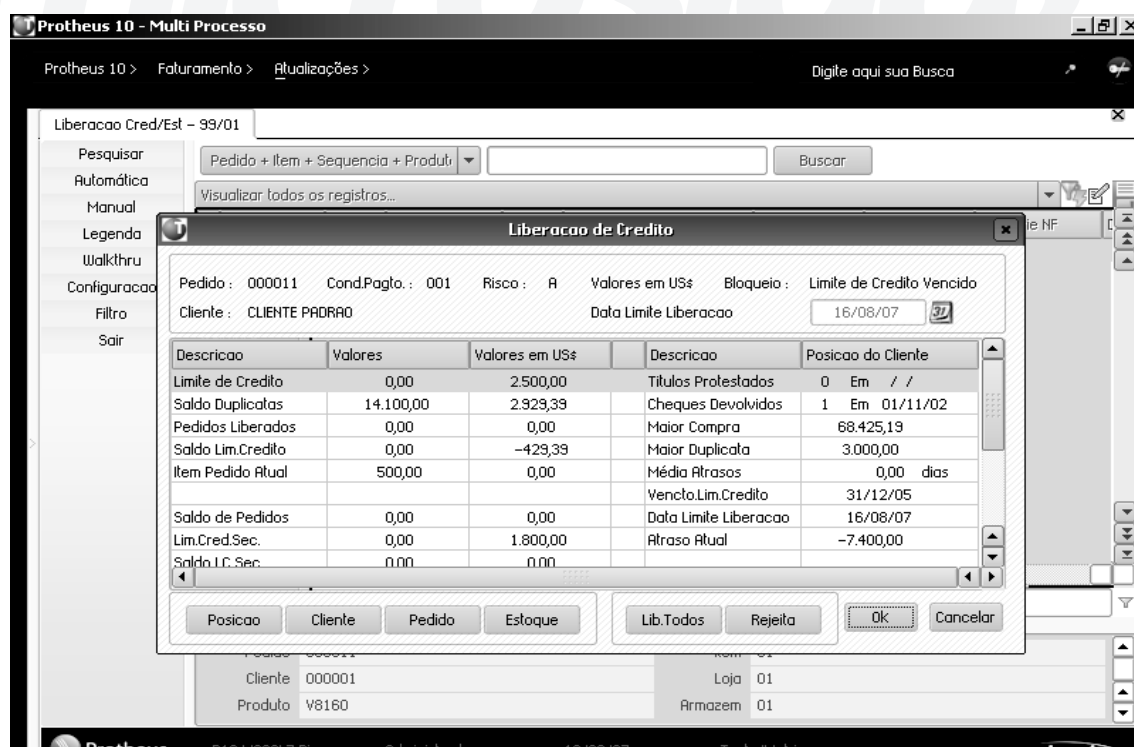 Protheus 10 - Multi Processo
Protheus 10 > Faturamento > Atualizações > Digite aqui sua Busca
Liberacao Cred/Est - 99/01
Pesquisar
Automática
Manual
Legenda
Walkthru
Configuracao
Filtro
Sair
Pedido + Item + Sequencia + Produt Buscar
Visualizar todos os registros...
ie NF
Liberacao de Credito
Pedido : 000011 Cond.Pagto. : 001 Risco : A Valores em US$ Bloqueio : Limite de Credito Vencido
Cliente : CLIENTE PADRAO Data Limite Liberacao 16/08/07 31
Descricao Valores Valores em US$ Descricao Posicao do Cliente
Limite de Credito 0,00 2.500,00 Titulos Protestados 0 Em / /
Saldo Duplicatas 14.100,00 2.929,39 Cheques Devolvidos 1 Em 01/11/02
Pedidos Liberados 0,00 0,00 Maior Compra 68.425,19
Saldo Lim.Credito 0,00 -429,39 Maior Duplicata 3.000,00
Item Pedido Atual 500,00 0,00 Média Atrasos 0,00 dias
Vencto.Lim.Credito 31/12/05
Saldo de Pedidos 0,00 0,00 Data Limite Liberacao 16/08/07
Lim.Cred.Sec. 0,00 1.800,00 Atraso Atual -7.400,00
Saldo LC Sec 0,00 0,00
Posicao Cliente Pedido Estoque Lib.Todos Rejeita Ok Cancelar
Cliente 000001 Loja 01
Produto V8160 Armazem 01